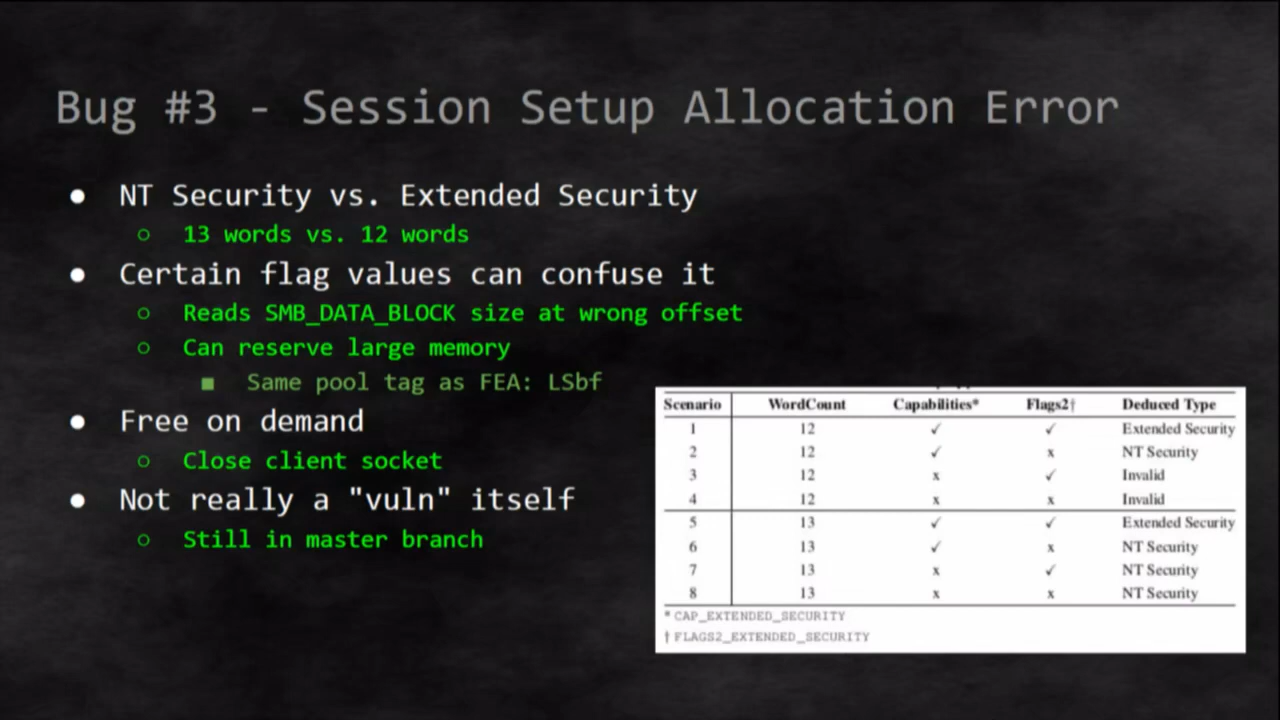 Bug #3 - Session Setup Allocation Error
● NT Security vs. Extended Security
○ 13 words vs. 12 words
● Certain flag values can confuse it
○ Reads SMB_DATA_BLOCK size at wrong offset
○ Can reserve large memory
■ Same pool tag as FEA: LSbf
● Free on demand
○ Close client socket
● Not really a "vuln" itself
○ Still in master branch
Scenario WordCount Capabilities* Flags2† Deduced Type
1 12 ✓ ✓ Extended Security
2 12 ✓ x NT Security
3 12 x ✓ Invalid
4 12 x x Invalid
5 13 ✓ ✓ Extended Security
6 13 ✓ x NT Security
7 13 x ✓ NT Security
8 13 x x NT Security
* CAP_EXTENDED_SECURITY
† FLAGS2_EXTENDED_SECURITY